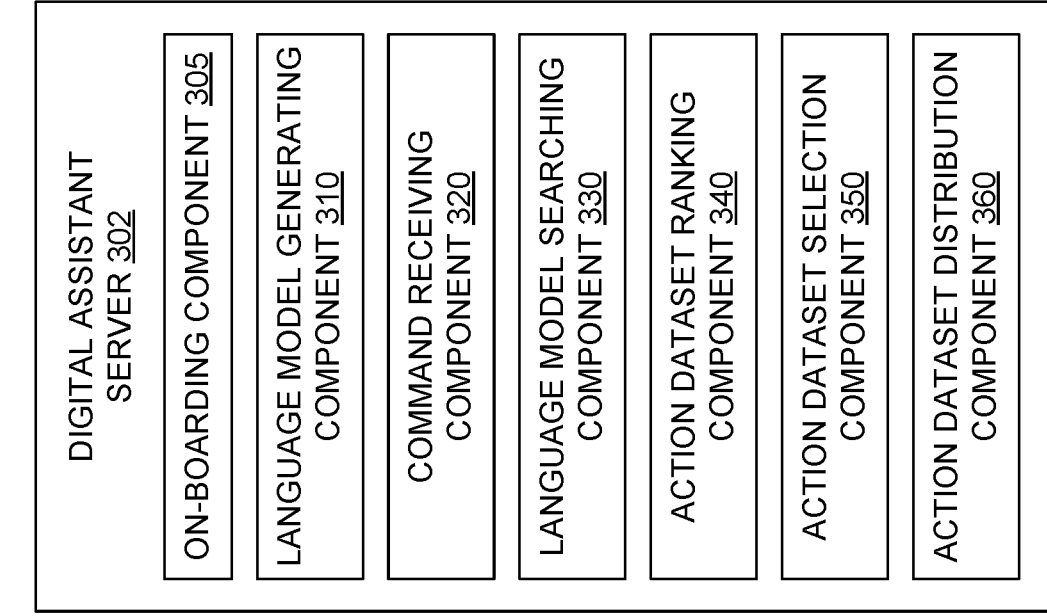 DIGITAL ASSISTANT
SERVER 302
ON-BOARDING COMPONENT 305
LANGUAGE MODEL GENERATING
COMPONENT 310
COMMAND RECEIVING
COMPONENT 320
LANGUAGE MODEL SEARCHING
COMPONENT 330
ACTION DATASET RANKING
COMPONENT 340
ACTION DATASET SELECTION
COMPONENT 350
ACTION DATASET DISTRIBUTION
COMPONENT 360